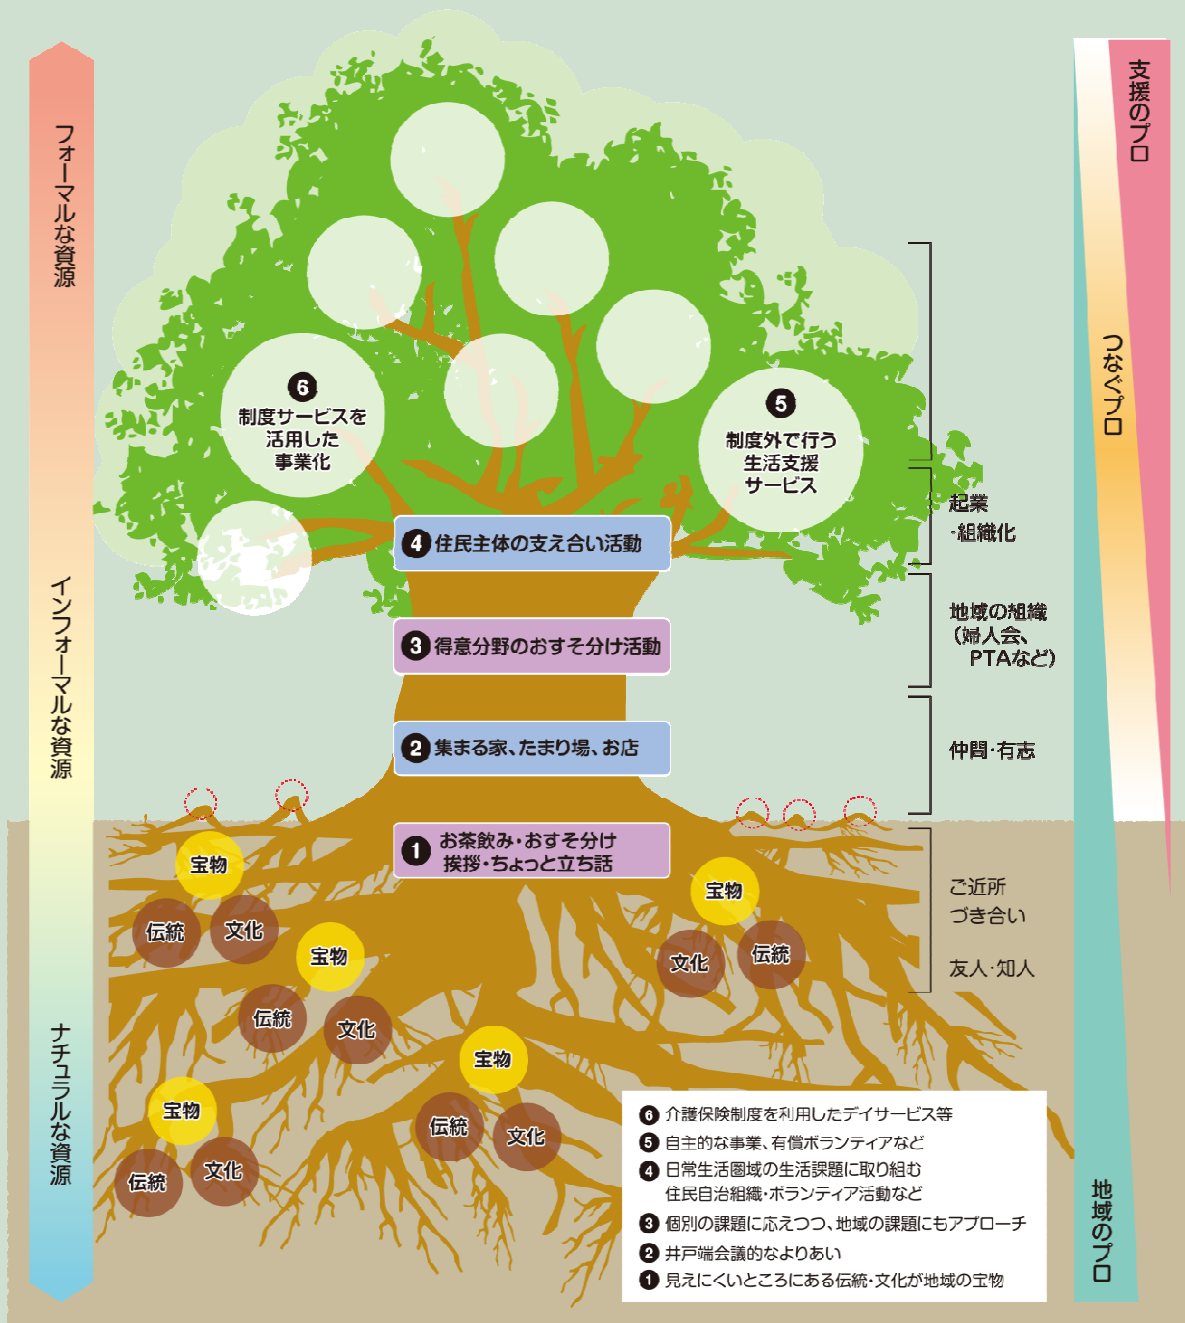 フォーマルな資源
インフォーマルな資源
ナチュラルな資源
支援のプロ
つなぐプロ
地域のプロ
❻
制度サービスを
活用した
事業化
❺
制度外で行う
生活支援
サービス
❹住民主体の支え合い活動
❸得意分野のおすそ分け活動
❷集まる家、たまり場、お店
❶お茶飲み・おすそ分け
挨拶・ちょっと立ち話
起業
・組織化
地域の組織
（婦人会、
PTAなど）
仲間・有志
ご近所
づき合い
友人・知人
宝物
伝統
文化
宝物
伝統
文化
宝物
文化
伝統
宝物
伝統
文化
宝物
伝統
文化
❻介護保険制度を利用したデイサービス等
❺自主的な事業、有償ボランティアなど
❹日常生活圏域の生活課題に取り組む
住民自治組織・ボランティア活動など
❸個別の課題に応えつつ、地域の課題にもアプローチ
❷井戸端会議的なよりあい
❶見えにくいところにある伝統・文化が地域の宝物